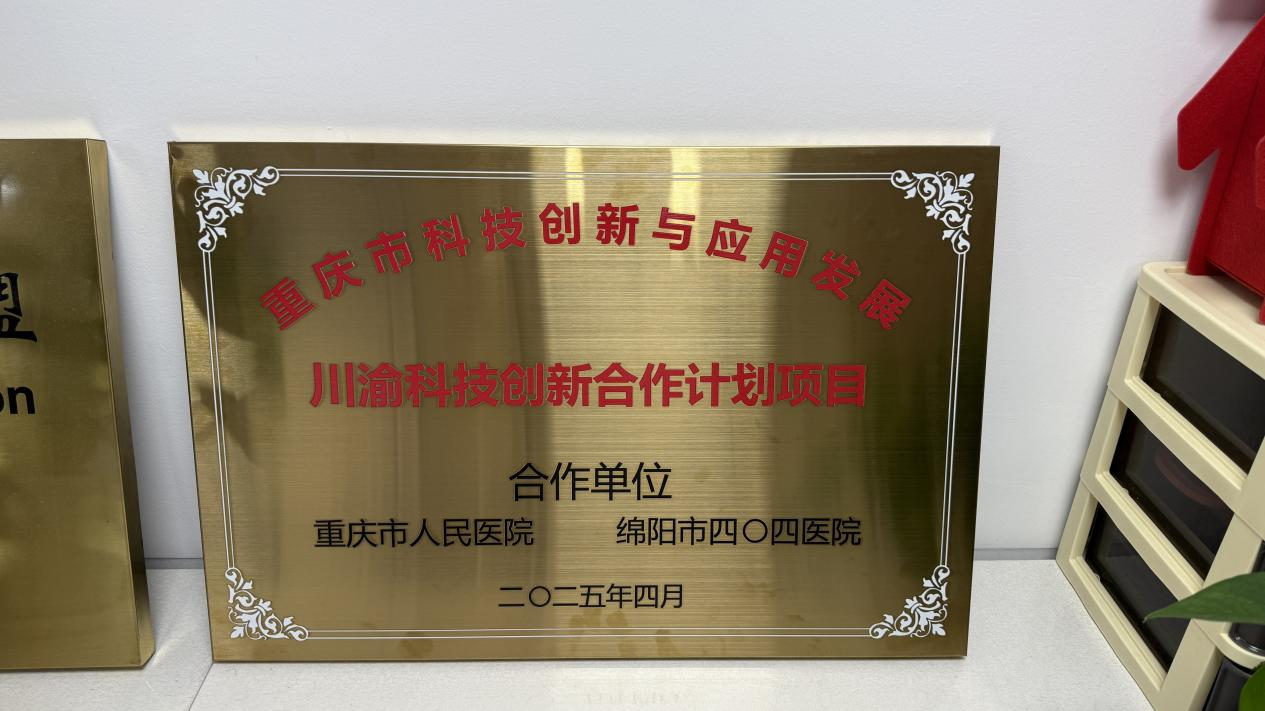 重庆市科技创新与应用发展
川渝科技创新合作计划项目
合作单位
重庆市人民医院 绵阳市四〇四医院
二〇二五年四月
盟
on